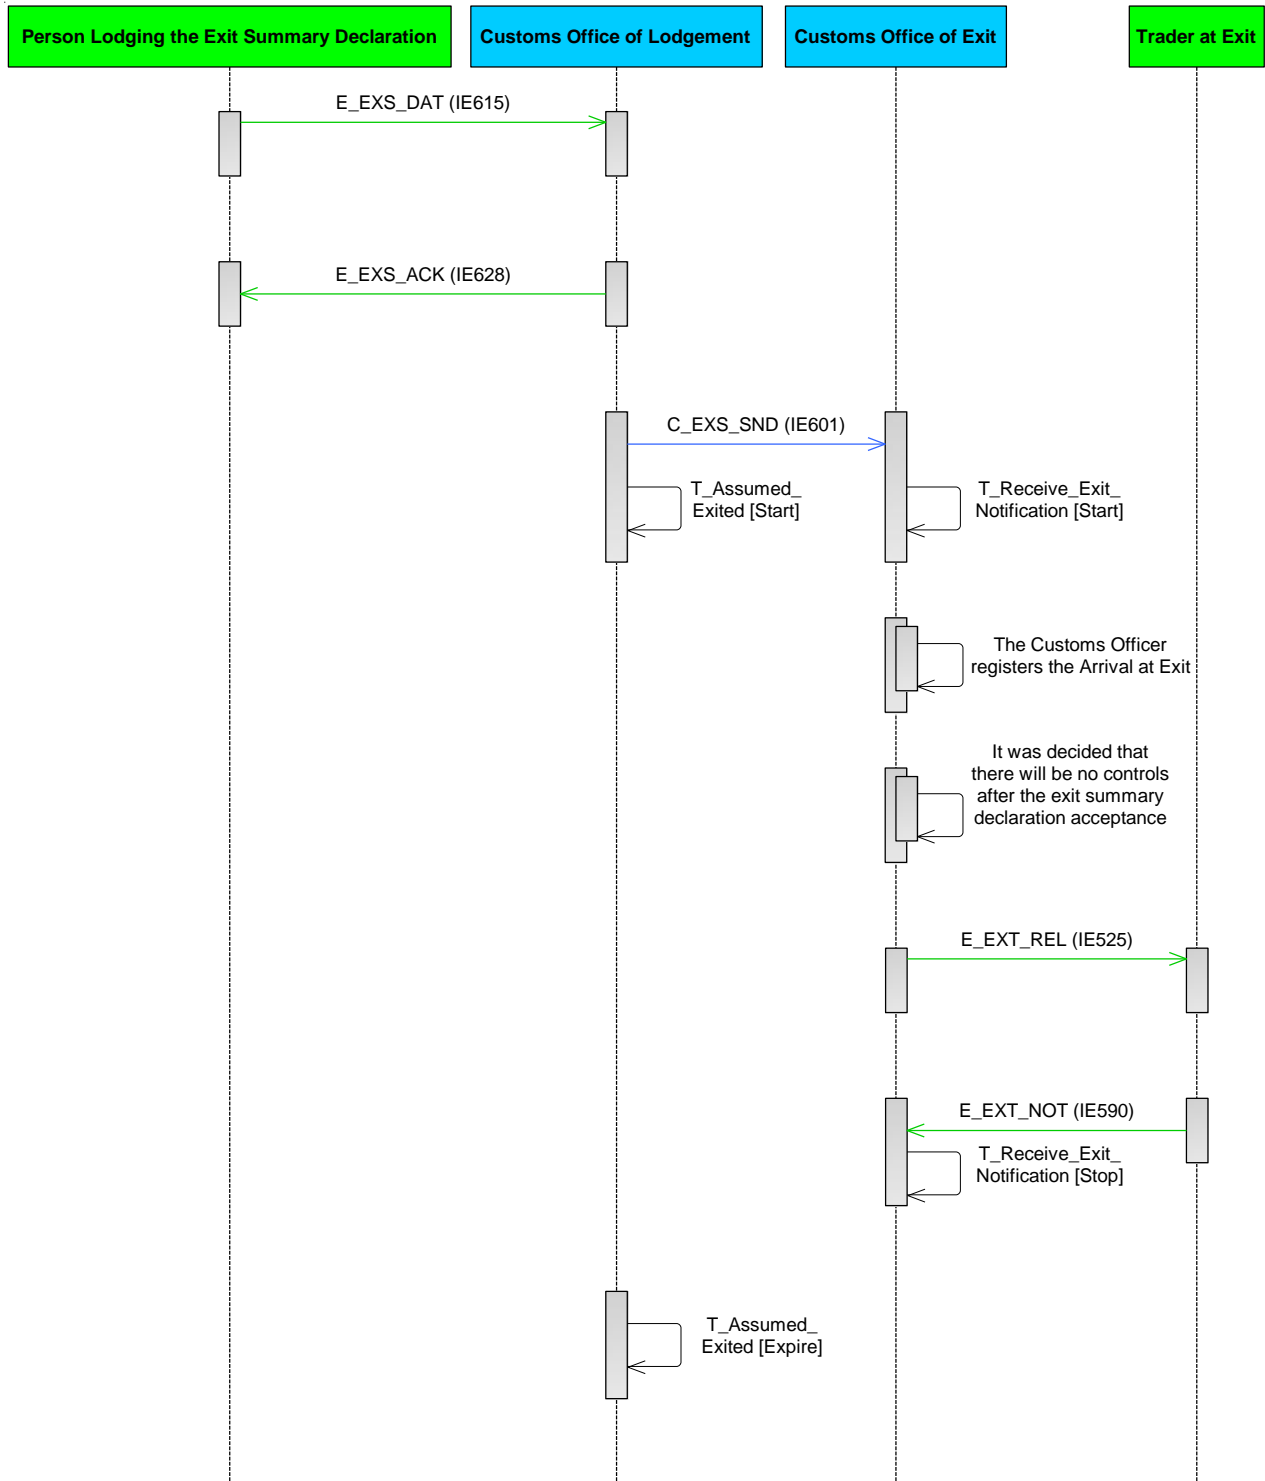 Person Lodging the Exit Summary Declaration
Customs Office of Lodgement
Customs Office of Exit
Trader at Exit
E_EXS_DAT (IE615)
E_EXS_ACK (IE628)
C_EXS_SND (IE601)
T_Assumed_
Exited [Start]
T_Receive_Exit_
Notification [Start]
The Customs Officer
registers the Arrival at Exit
It was decided that
there will be no controls
after the exit summary
declaration acceptance
E_EXT_REL (IE525)
E_EXT_NOT (IE590)
T_Receive_Exit_
Notification [Stop]
T_Assumed_
Exited [Expire]